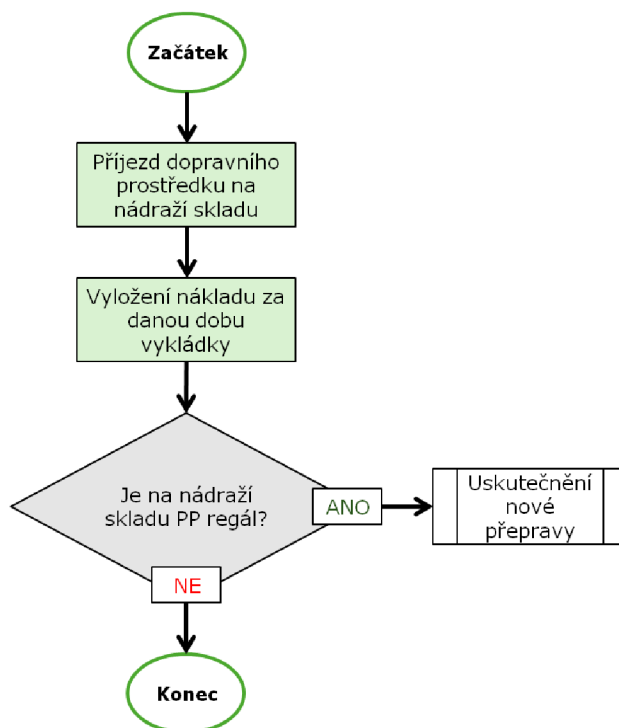 Začátek
Příjezd dopravního
prostředku na
nádraží skladu
Vyložení nákladu za
danou dobu
vykládky
Je na nádraží
skladu PP regál?
ANO
Uskutečnění
nové
přepravy
NE
Konec